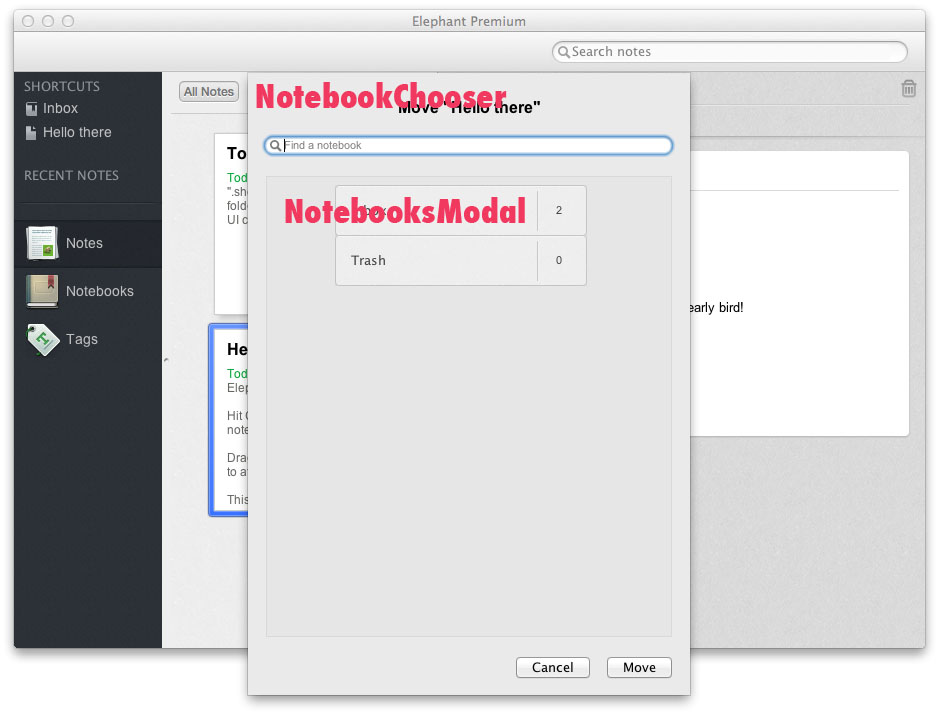 Elephant Premium
Search notes
SHORTCUTS
Inbox
Hello there
RECENT NOTES
Notes
Notebooks
Tags
All Notes
To
Tod
".sh
folde
UI c
He
Tod
Elep
Hit
note
Drag
to a
This
NotebookChooser
Move "Hello there"
Find a notebook
NotebooksModal
2
Trash
0
early bird!
Cancel
Move